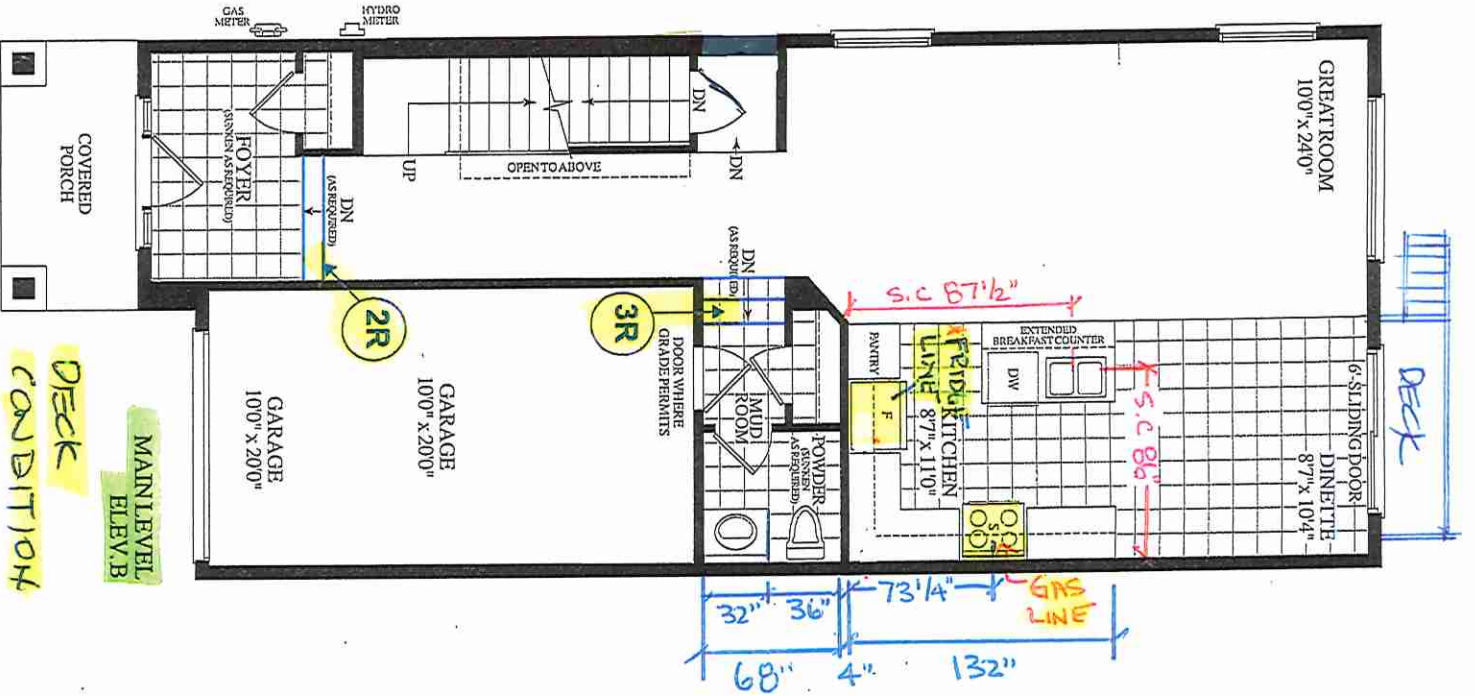 GAS
METER
HYDRO
METER
COVERED
PORCH
FOYER
(SUNKEN AS REQUIRED)
DN
(AS REQUIRED)
2R
UP
OPEN TO ABOVE
DN
DN
GREAT ROOM
10'0" x 24'0"
DN
(AS REQUIRED)
3R
DOOR WHERE
GRADE PERMITS
MUD
ROOM
POWDER
(SUNKEN
AS REQUIRED)
GARAGE
10'0" x 20'0"
GARAGE
10'0" x 20'0"
S.C 87 1/2"
EXTENDED
BREAKFAST COUNTER
PANTRY
FRIDGE
LINE
F
DW
KITCHEN
8'7" x 11'0"
S.C 86"
S
6'-SLIDING DOOR
DINETTE
8'7" x 10'4"
DECK
GAS
LINE
73 1/4"
32"
36"
68"
4"
132"
MAIN LEVEL
ELEV. B
DECK
CONDITION